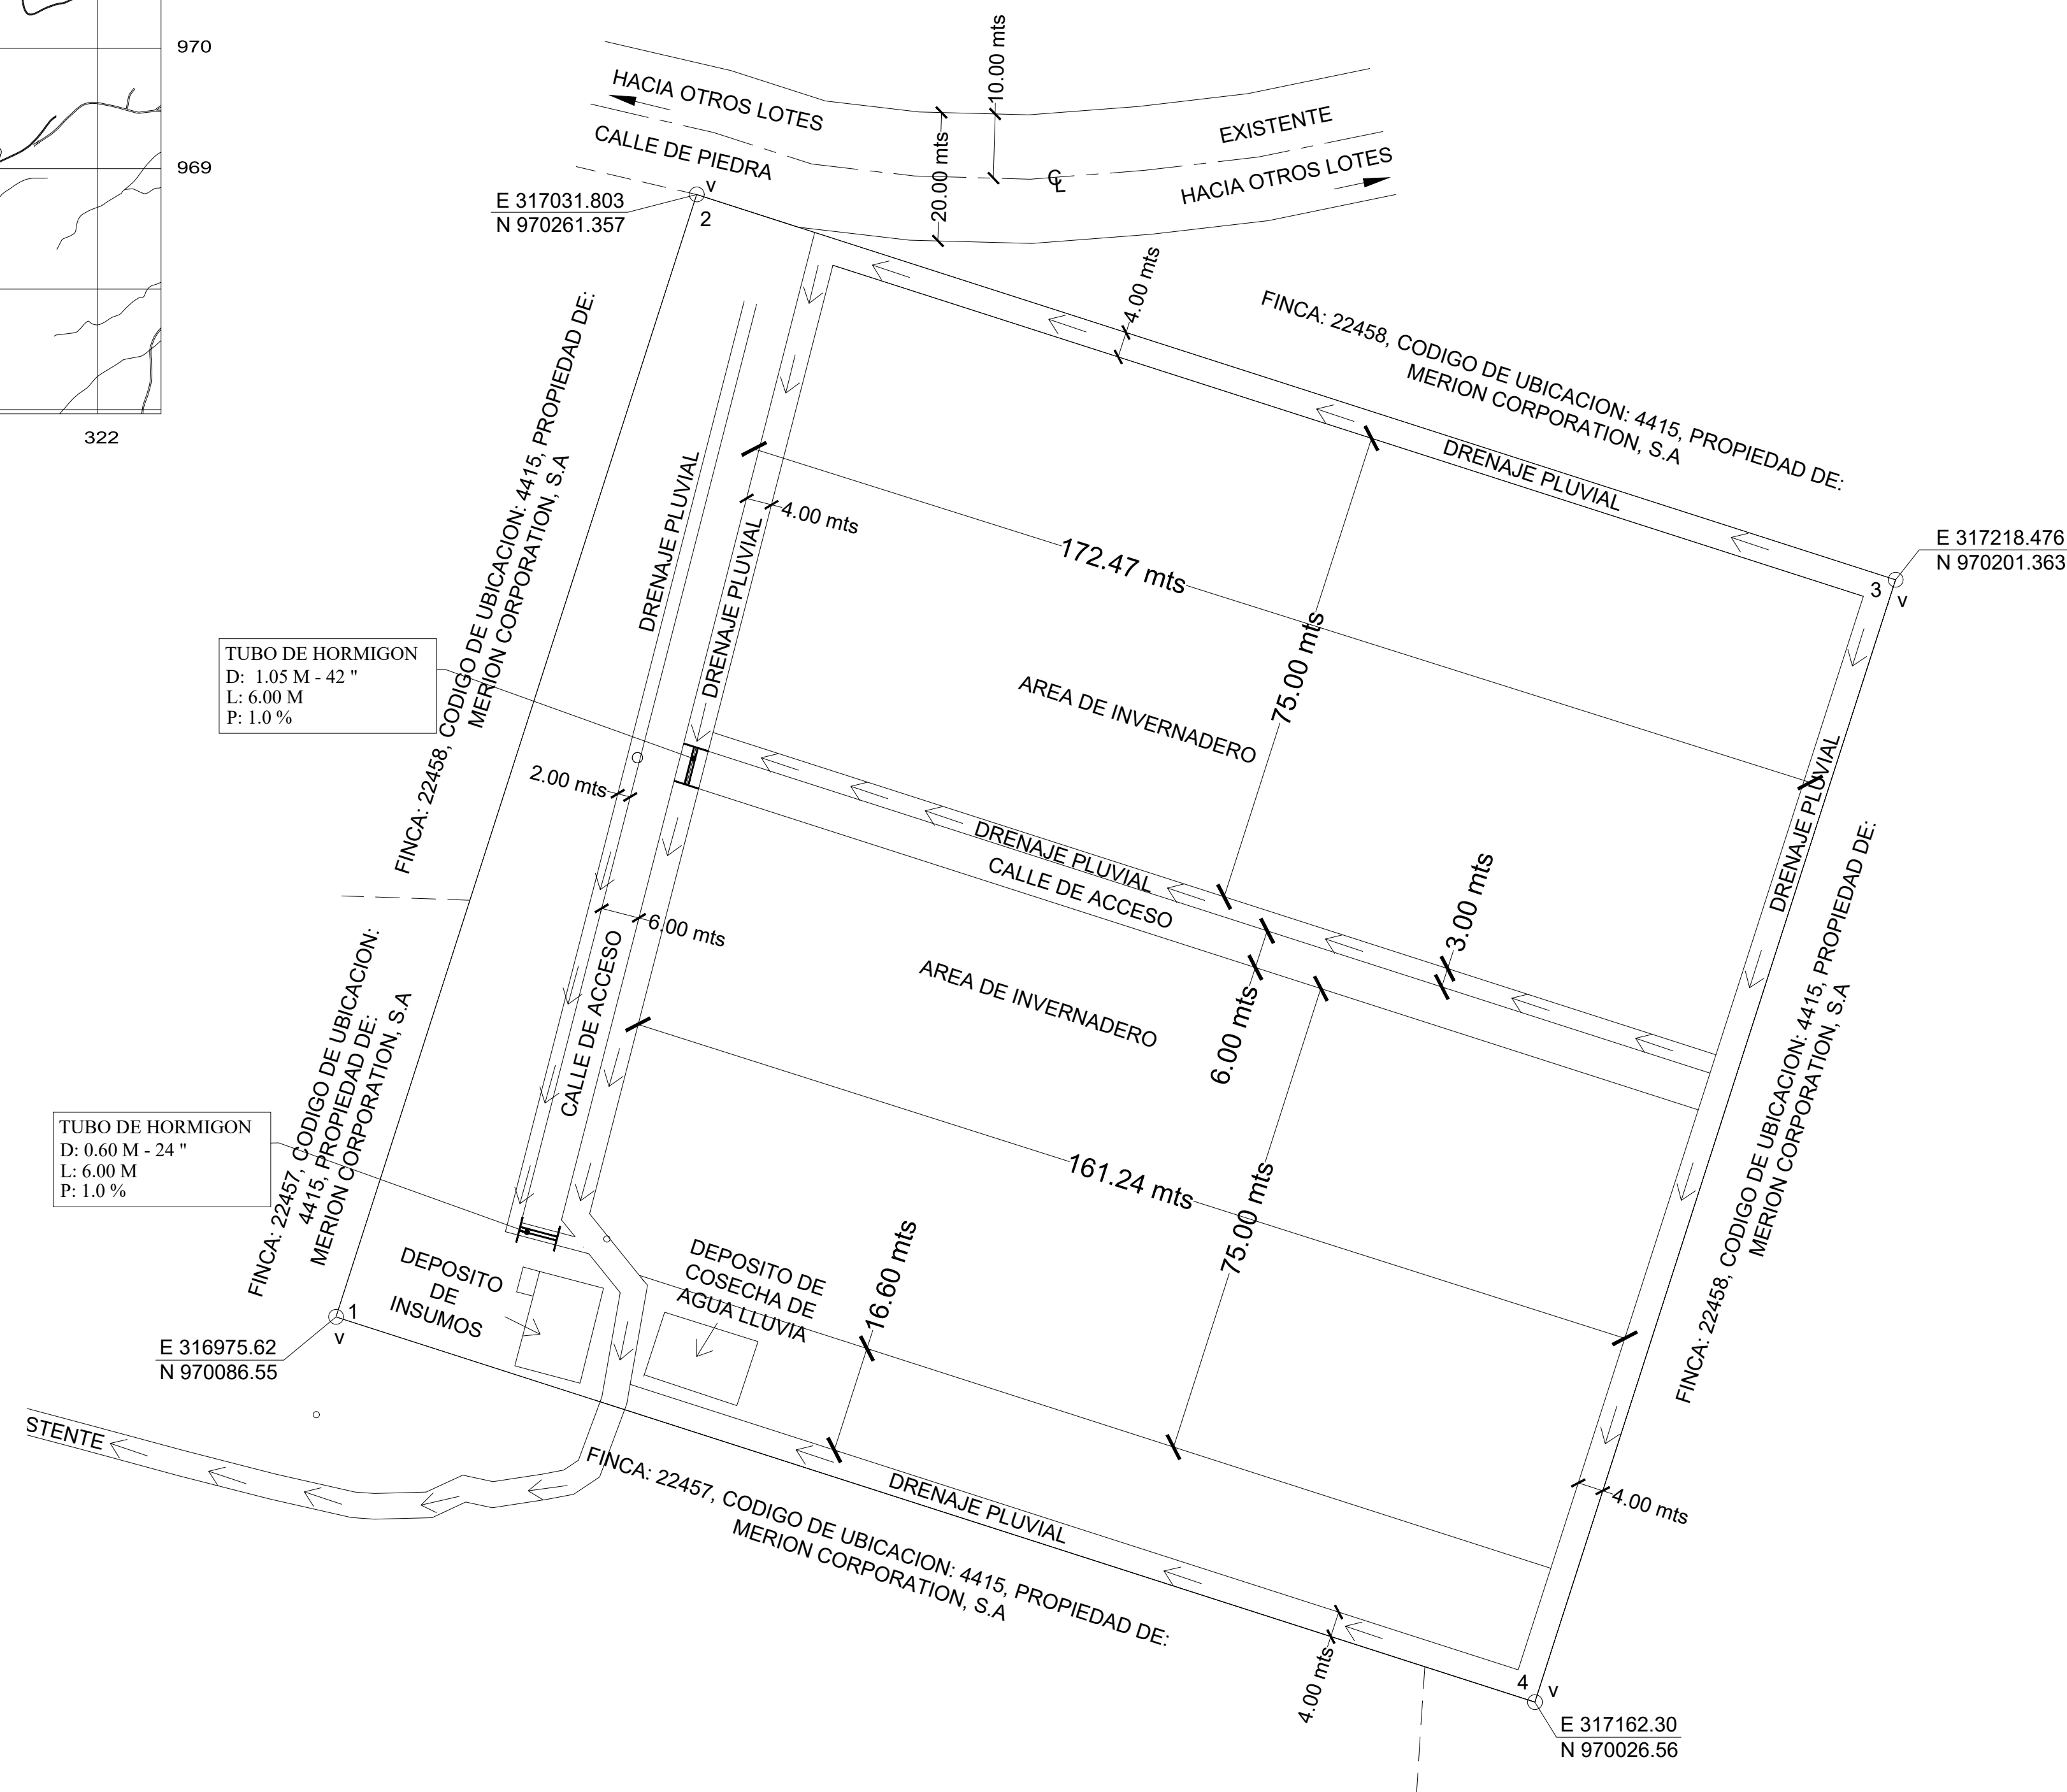 970
969
322
10.00 mts
20.00 mts
HACIA OTROS LOTES
CALLE DE PIEDRA
EXISTENTE
HACIA OTROS LOTES
CL
E 317031.803
N 970261.357
v
2
4.00 mts
FINCA: 22458, CODIGO DE UBICACION: 4415, PROPIEDAD DE:
MERION CORPORATION, S.A
DRENAJE PLUVIAL
E 317218.476
N 970201.363
3
v
FINCA: 22458, CODIGO DE UBICACION: 4415, PROPIEDAD DE:
MERION CORPORATION, S.A
DRENAJE PLUVIAL
DRENAJE PLUVIAL
4.00 mts
172.47 mts
75.00 mts
AREA DE INVERNADERO
DRENAJE PLUVIAL
TUBO DE HORMIGON
D: 1.05 M - 42 "
L: 6.00 M
P: 1.0 %
2.00 mts
DRENAJE PLUVIAL
CALLE DE ACCESO
3.00 mts
6.00 mts
6.00 mts
CALLE DE ACCESO
AREA DE INVERNADERO
FINCA: 22458, CODIGO DE UBICACION: 4415, PROPIEDAD DE:
MERION CORPORATION, S.A
FINCA: 22457, CODIGO DE UBICACION:
4415, PROPIEDAD DE:
MERION CORPORATION, S.A
TUBO DE HORMIGON
D: 0.60 M - 24 "
L: 6.00 M
P: 1.0 %
161.24 mts
75.00 mts
16.60 mts
DEPOSITO
DE
INSUMOS
DEPOSITO DE
COSECHA DE
AGUA LLUVIA
1
v
E 316975.62
N 970086.55
STENTE
FINCA: 22457, CODIGO DE UBICACION: 4415, PROPIEDAD DE:
MERION CORPORATION, S.A
DRENAJE PLUVIAL
4.00 mts
4.00 mts
4
v
E 317162.30
N 970026.56